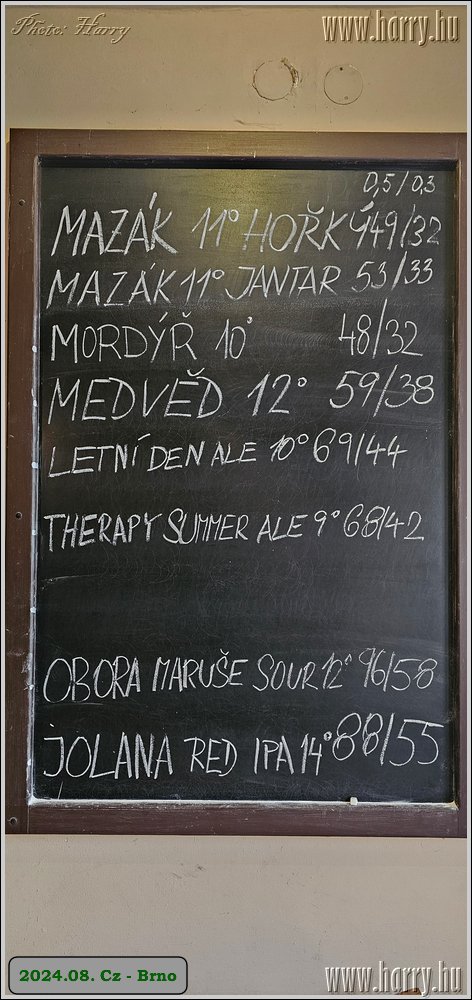 Photo: Harry
www.harry.hu
0,5/0,3
MAZÁK 11° HOŘKÝ 49/32
MAZÁK 11° JANTAR 53/33
MORDÝŘ 10° 48/32
MEDVĚD 12° 59/38
LETNÍ DEN ALE 10° 69/44
THERAPY SUMMER ALE 9° 68/42
OBORA MARUŠE SOUR 12° 96/58
JOLANA RED IPA 14° 88/55
2024.08. Cz - Brno
www.harry.hu